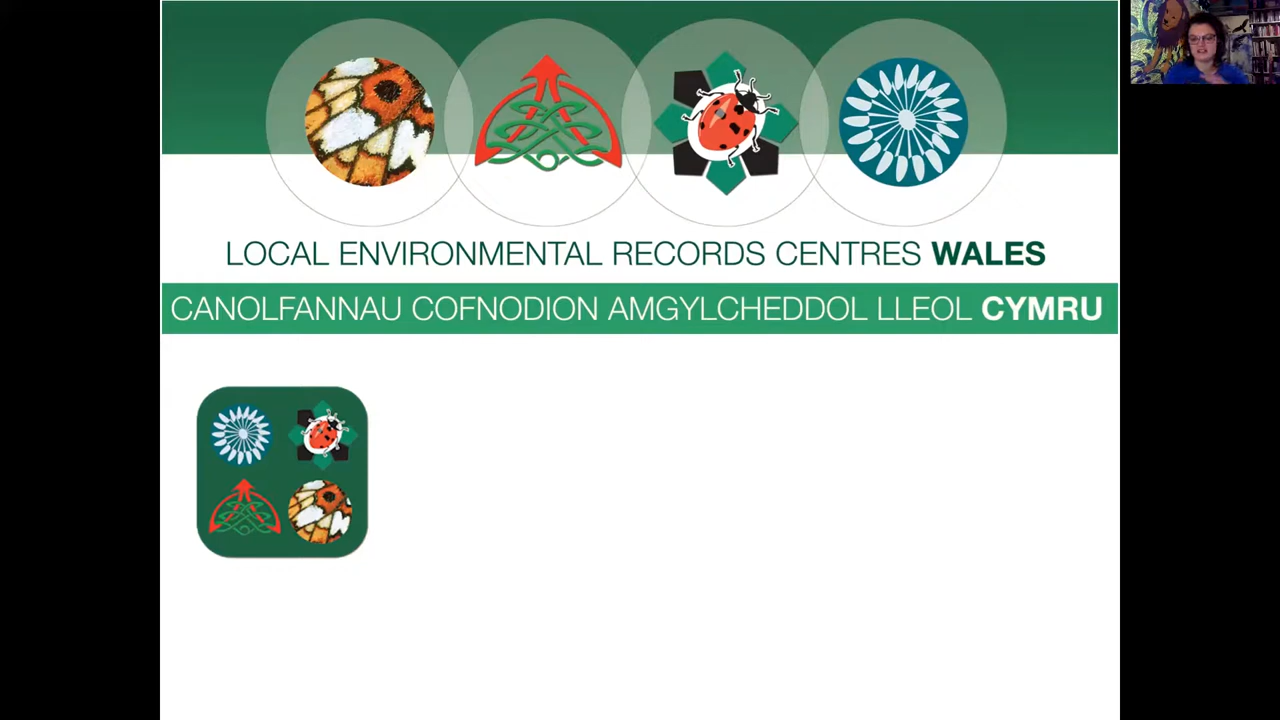 LOCAL ENVIRONMENTAL RECORDS CENTRES WALES
CANOLFANNAU COFNODION AMGYLCHEDDOL LLEOL CYMRU